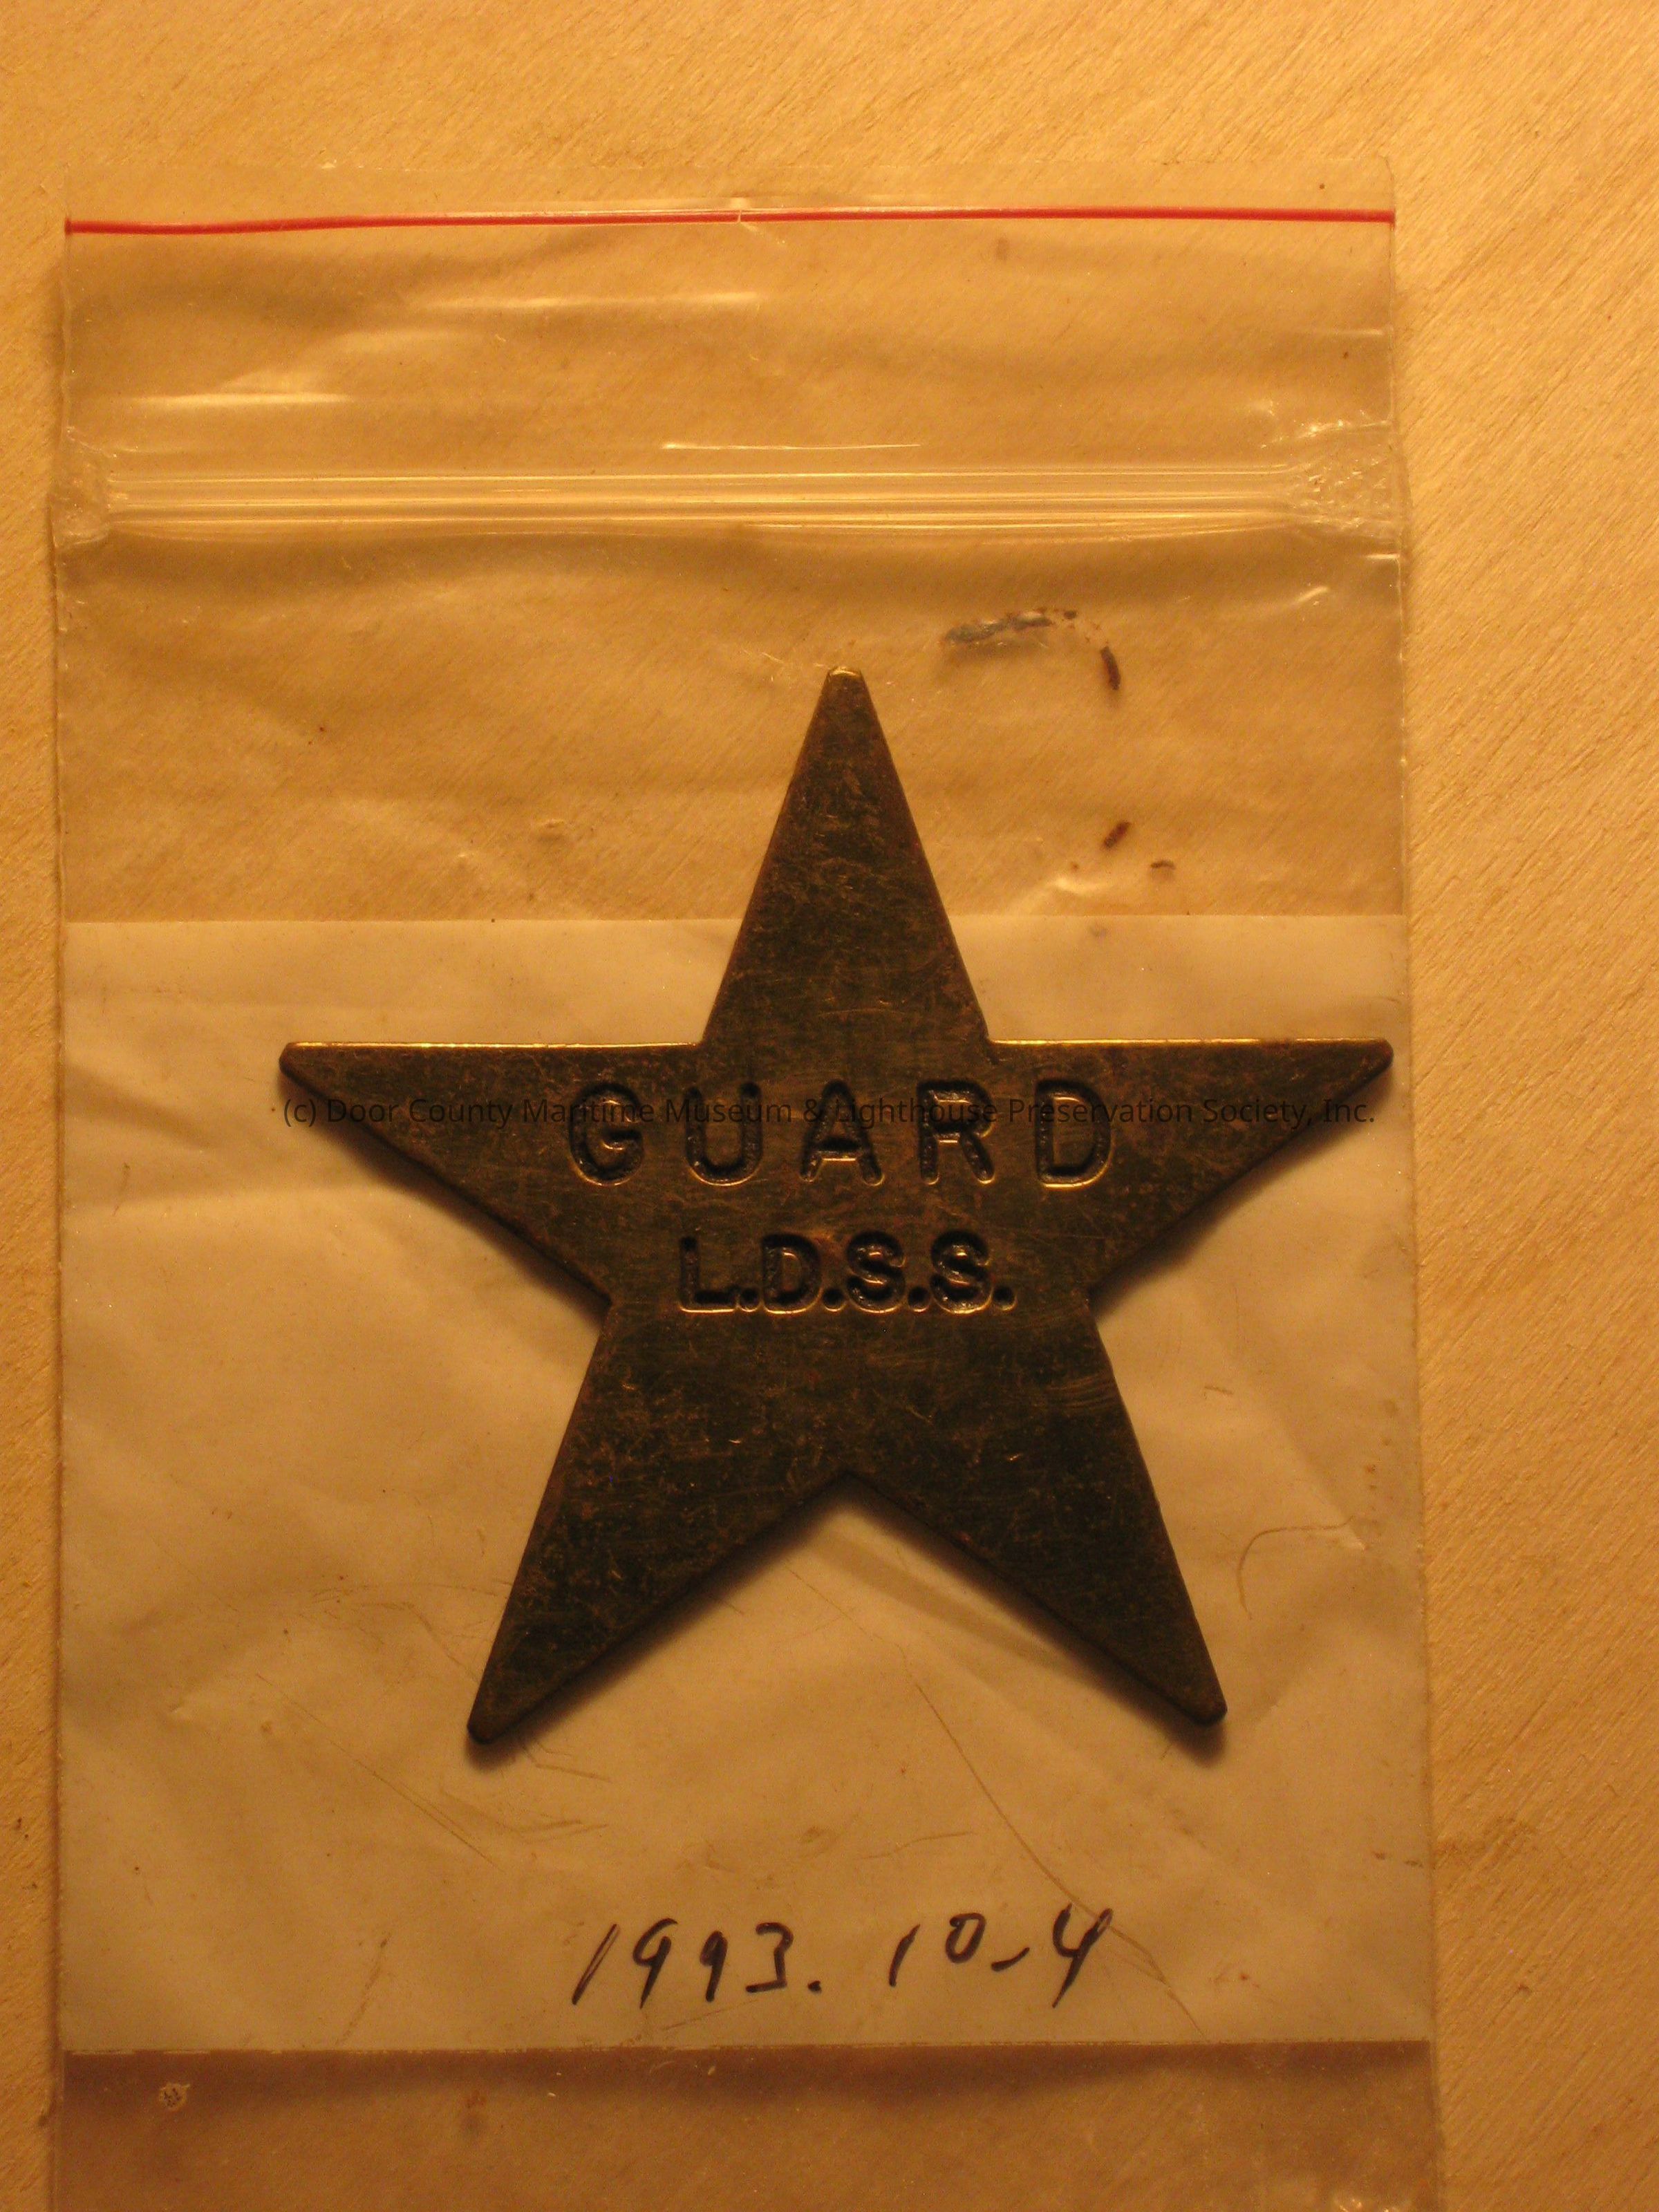 (c) Door County Maritime Museum & Lighthouse Preservation Society, Inc.
GUARD
L.D.S.S.
1993. 10-4